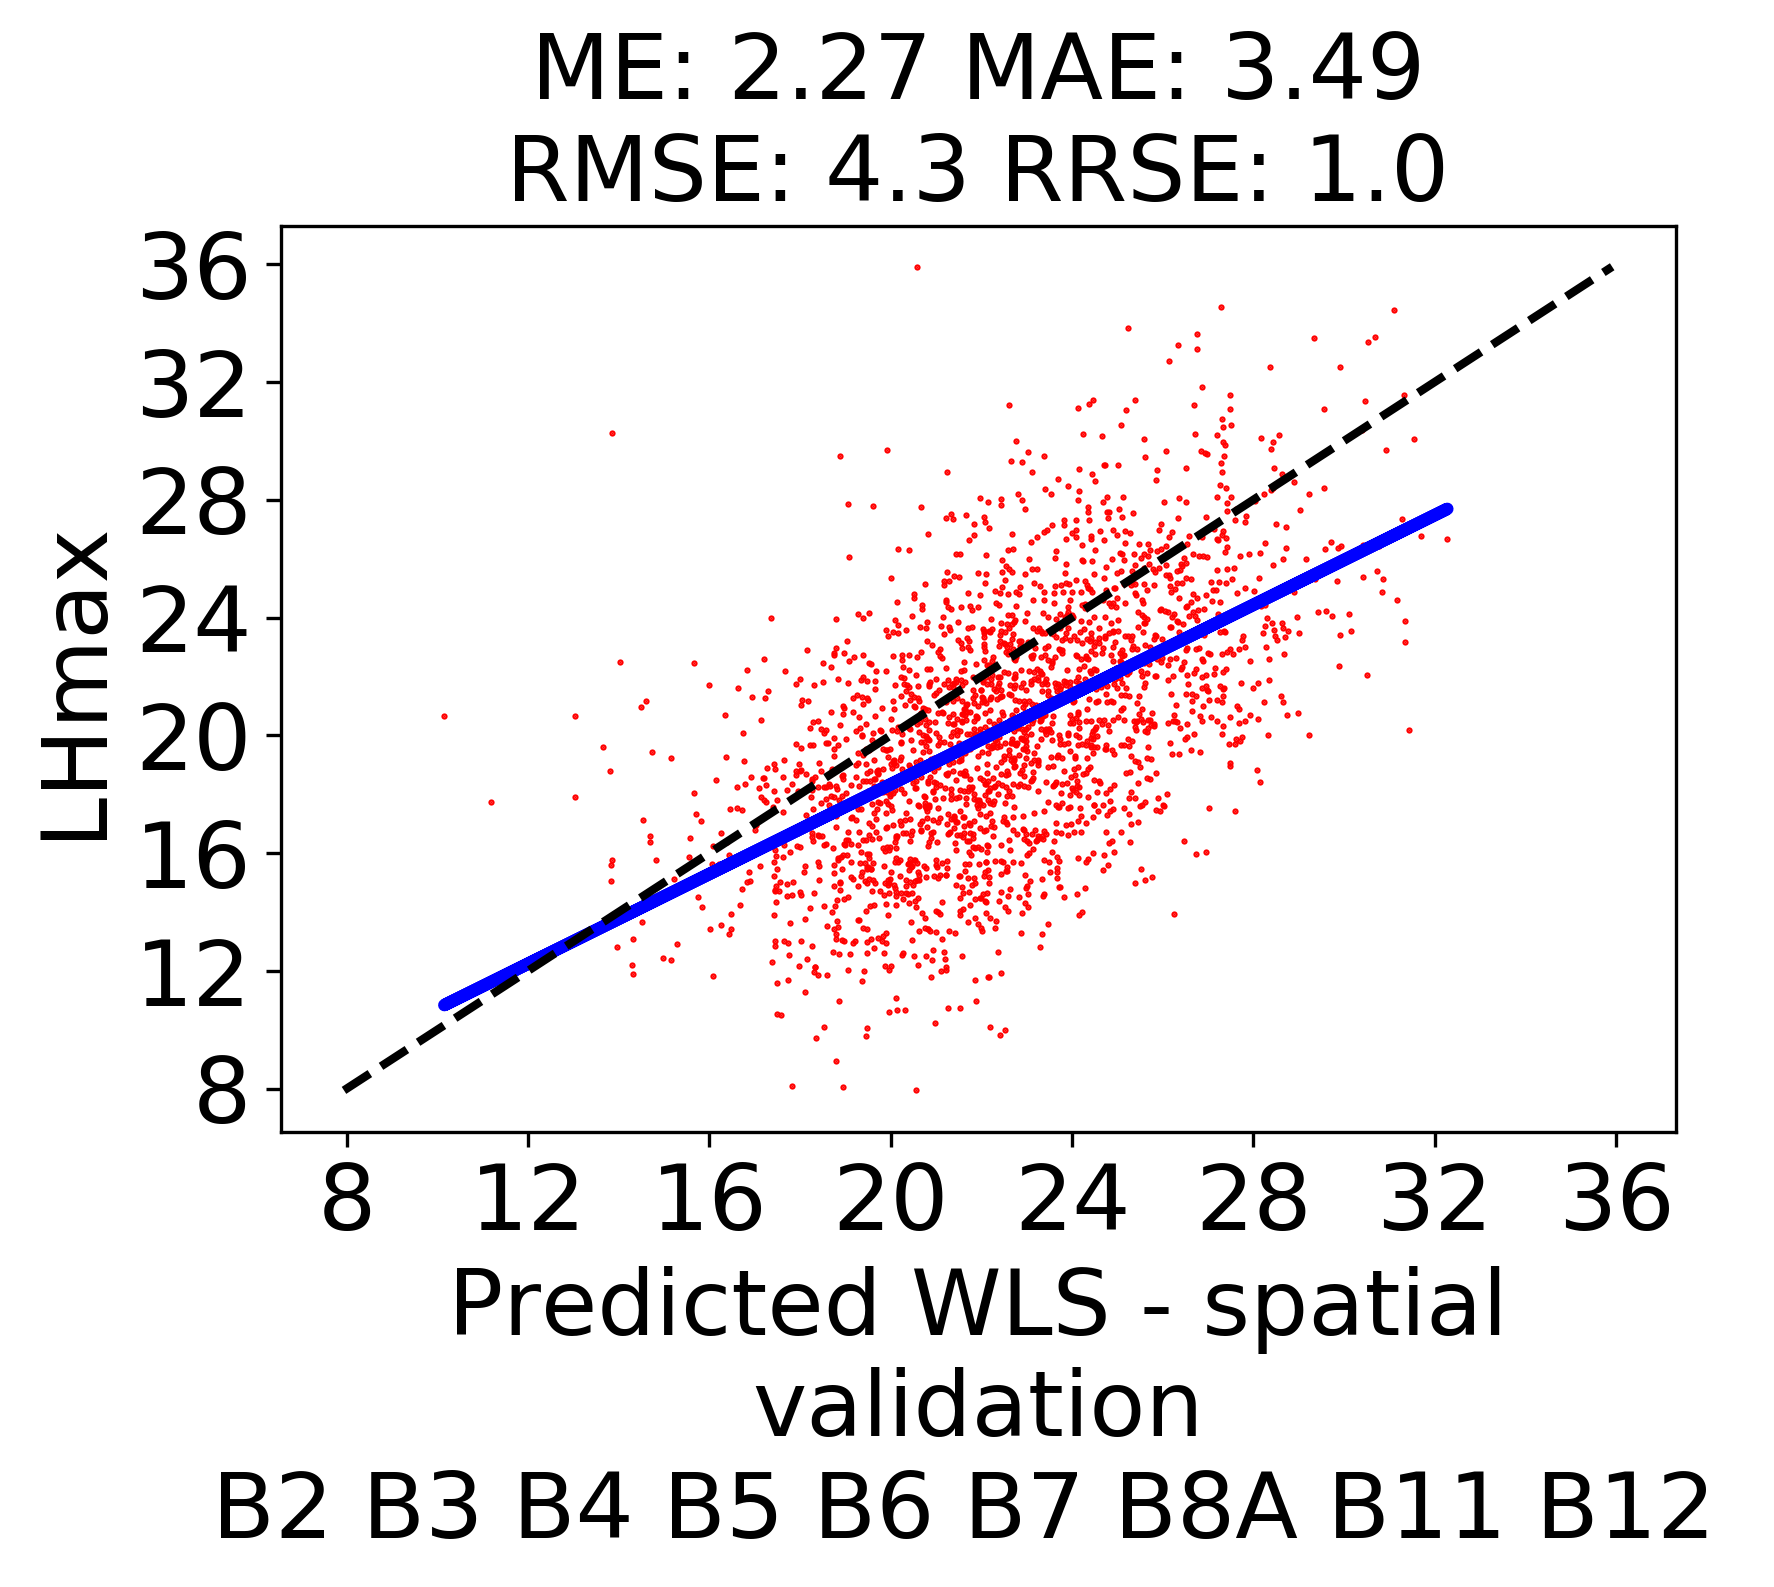 ME: 2.27 MAE: 3.49
RMSE: 4.3 RRSE: 1.0
36
32
28
24
20
16
12
8
LHmax
8 12 16 20 24 28 32 36
Predicted WLS - spatial
validation
B2 B3 B4 B5 B6 B7 B8A B11 B12